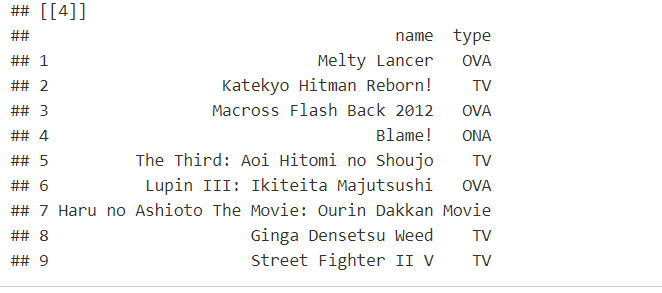 ## [[4]]
##                                      name  type
## 1                            Melty Lancer   OVA
## 2                  Katekyo Hitman Reborn!    TV
## 3                 Macross Flash Back 2012   OVA
## 4                                  Blame!   ONA
## 5         The Third: Aoi Hitomi no Shoujo    TV
## 6          Lupin III: Ikiteita Majutsushi   OVA
## 7 Haru no Ashioto The Movie: Ourin Dakkan Movie
## 8                     Ginga Densetsu Weed    TV
## 9                     Street Fighter II V    TV